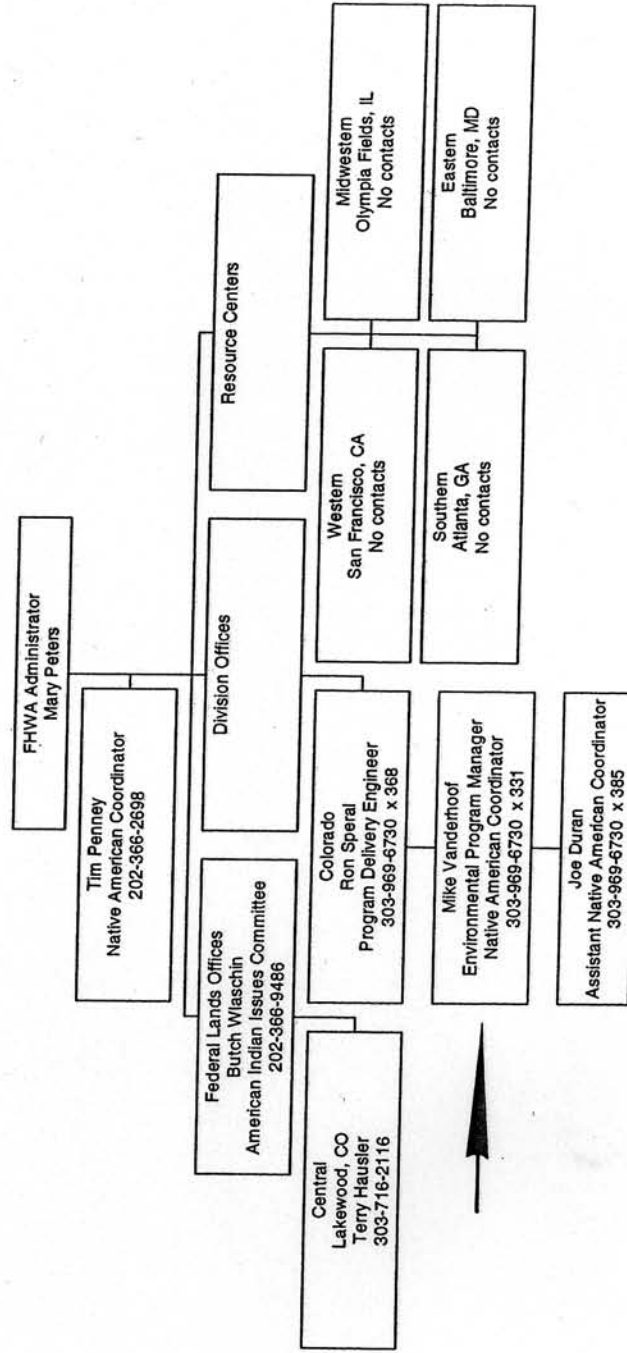 FHWA Administrator
Mary Peters
Tim Penney
Native American Coordinator
202-366-2698
Federal Lands Offices
Butch Wlaschin
American Indian Issues Committee
202-366-9486
Division Offices
Resource Centers
Central
Lakewood, CO
Terry Hausler
303-716-2116
Colorado
Ron Speral
Program Delivery Engineer
303-969-6730 x 368
Mike Vanderhoof
Environmental Program Manager
Native American Coordinator
303-969-6730 x 331
Joe Duran
Assistant Native American Coordinator
303-969-6730 x 385
Western
San Francisco, CA
No contacts
Midwestern
Olympia Fields, IL
No contacts
Southern
Atlanta, GA
No contacts
Eastern
Baltimore, MD
No contacts